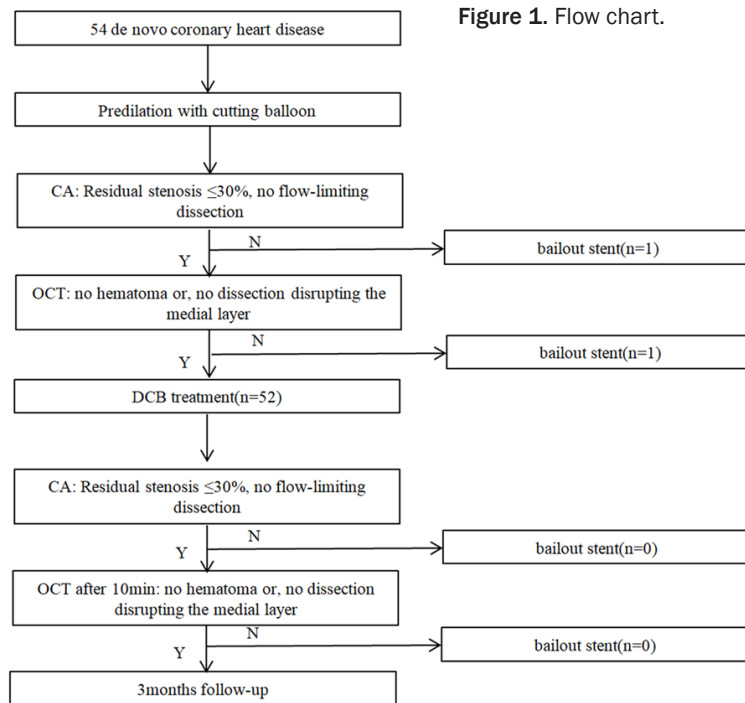 Figure 1. Flow chart.
54 de novo coronary heart disease
Predilation with cutting balloon
CA: Residual stenosis ≤30%, no flow-limiting
dissection
N
bailout stent(n=1)
Y
OCT: no hematoma or, no dissection disrupting the
medial layer
N
bailout stent(n=1)
Y
DCB treatment(n=52)
CA: Residual stenosis ≤30%, no flow-limiting
dissection
N
bailout stent(n=0)
Y
OCT after 10min: no hematoma or, no dissection
disrupting the medial layer
N
bailout stent(n=0)
Y
3months follow-up